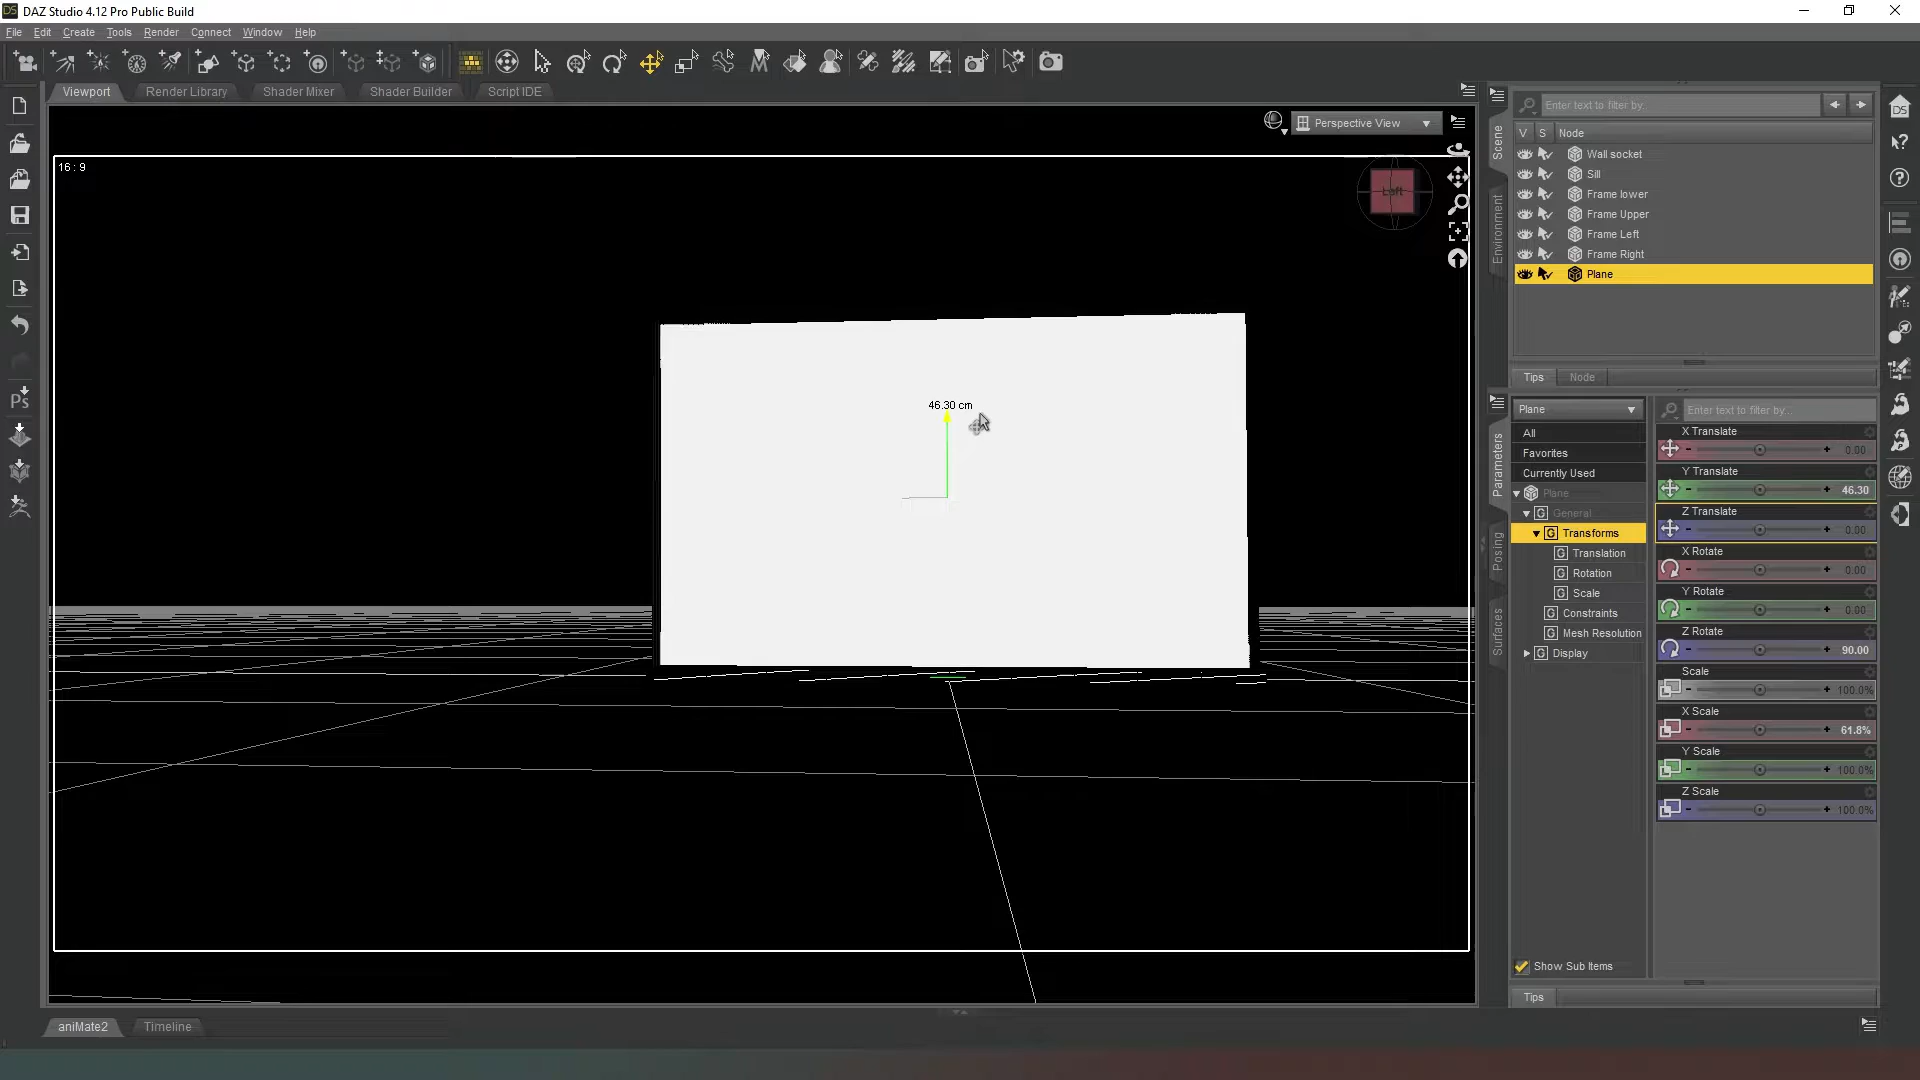 DAZ Studio 4.12 Pro Public Build
File Edit Create Tools Render Connect Window Help
Viewport Render Library Shader Mixer Shader Builder Script IDE
Perspective View
16 : 9
Left
46.30 cm
Scene
Environment
Enter text to filter by...
V S Node
Wall socket
Sill
Frame lower
Frame Upper
Frame Left
Frame Right
Plane
Tips Node
Parameters
Posing
Surfaces
Plane
All
Favorites
Currently Used
Plane
General
Transforms
Translation
Rotation
Scale
Constraints
Mesh Resolution
Display
Show Sub Items
Enter text to filter by...
X Translate
0.00
Y Translate
46.30
Z Translate
0.00
X Rotate
0.00
Y Rotate
0.00
Z Rotate
90.00
Scale
100.0%
X Scale
61.8%
Y Scale
100.0%
Z Scale
100.0%
Tips
aniMate2 Timeline
DS
Ps